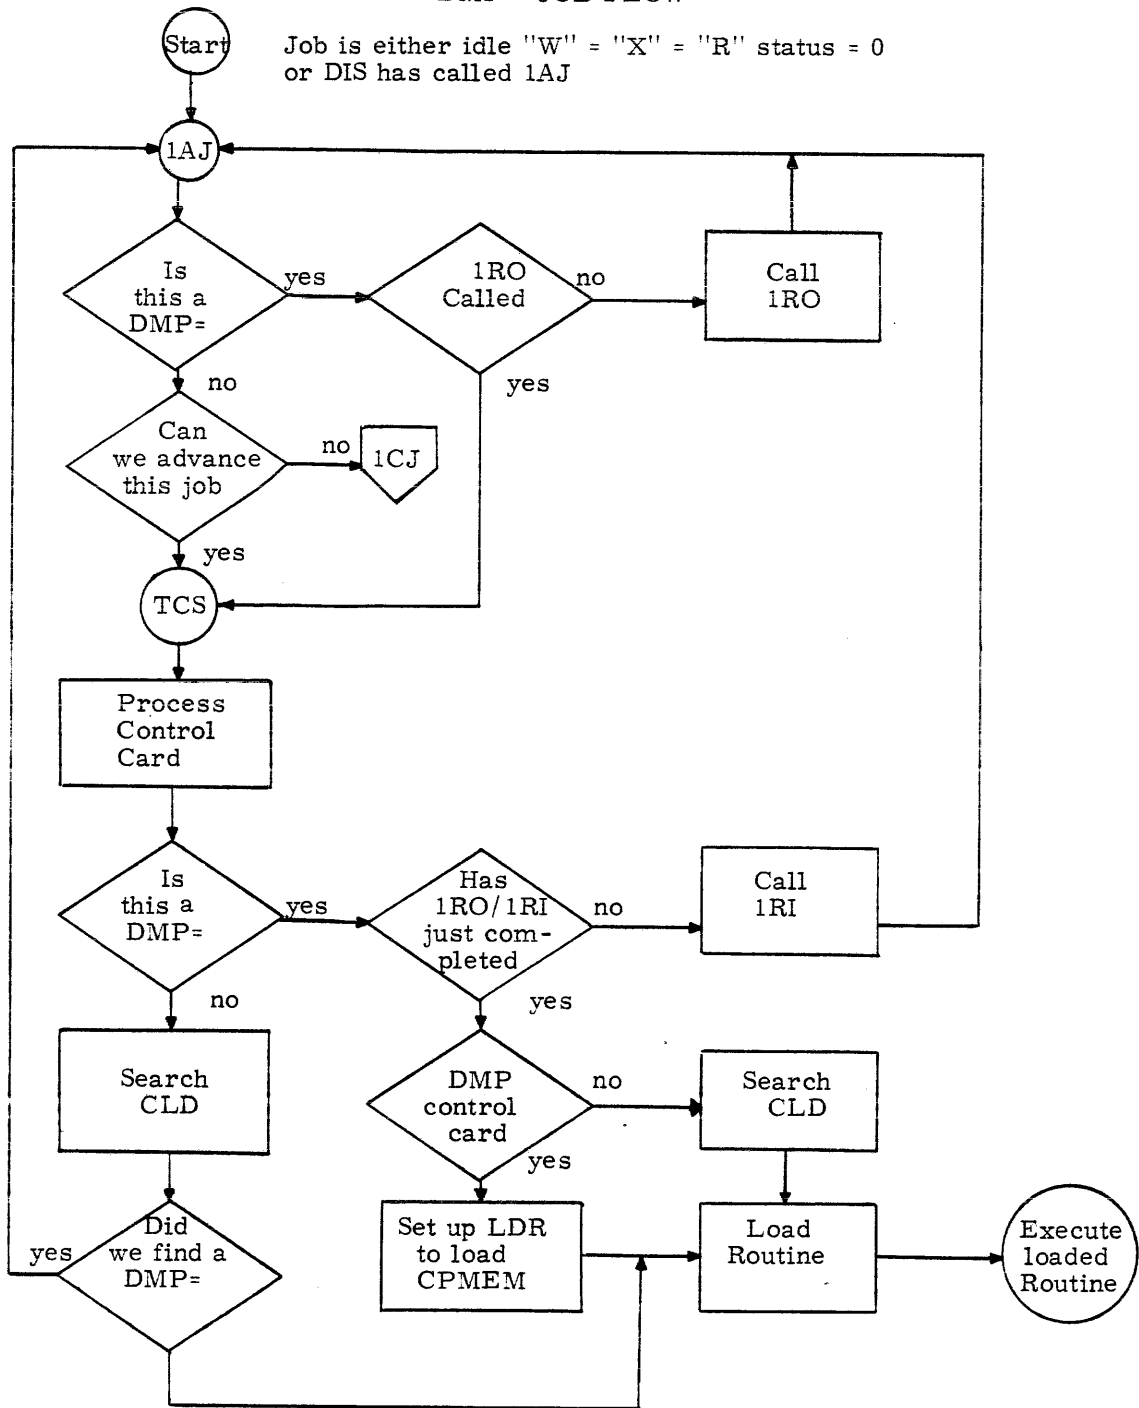 JOB FLOW
Start
Job is either idle "W" = "X" = "R" status = 0
or DIS has called 1AJ
1AJ
Is
this a
DMP=
yes
1RO
Called
no
Call
1RO
no
yes
Can
we advance
this job
no
1CJ
yes
TCS
Process
Control
Card
Is
this a
DMP=
yes
Has
1RO/1RI
just com-
pleted
no
Call
1RI
no
yes
Search
CLD
DMP
control
card
no
Search
CLD
yes
Did
we find a
DMP=
yes
Set up LDR
to load
CPMEM
Load
Routine
Execute
loaded
Routine